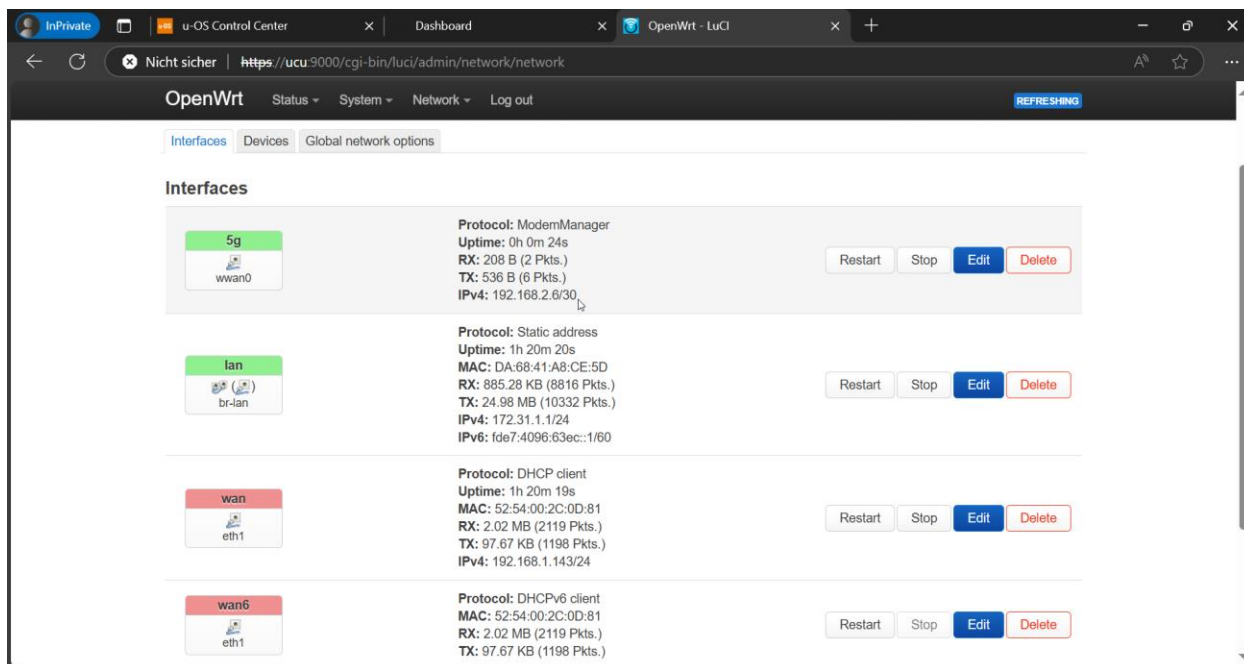 InPrivate
u-OS Control Center
Dashboard
OpenWrt - LuCI
Nicht sicher | https://ucu:9000/cgi-bin/luci/admin/network/network
OpenWrt Status System Network Log out REFRESHING
Interfaces Devices Global network options
Interfaces
5g
wwan0
Protocol: ModemManager
Uptime: 0h 0m 24s
RX: 208 B (2 Pkts.)
TX: 536 B (6 Pkts.)
IPv4: 192.168.2.6/30
Restart Stop Edit Delete
lan
br-lan
Protocol: Static address
Uptime: 1h 20m 20s
MAC: DA:68:41:A8:CE:5D
RX: 885.28 KB (8816 Pkts.)
TX: 24.98 MB (10332 Pkts.)
IPv4: 172.31.1.1/24
IPv6: fde7:4096:63ec::1/60
Restart Stop Edit Delete
wan
eth1
Protocol: DHCP client
Uptime: 1h 20m 19s
MAC: 52:54:00:2C:0D:81
RX: 2.02 MB (2119 Pkts.)
TX: 97.67 KB (1198 Pkts.)
IPv4: 192.168.1.143/24
Restart Stop Edit Delete
wan6
eth1
Protocol: DHCPv6 client
MAC: 52:54:00:2C:0D:81
RX: 2.02 MB (2119 Pkts.)
TX: 97.67 KB (1198 Pkts.)
Restart Stop Edit Delete